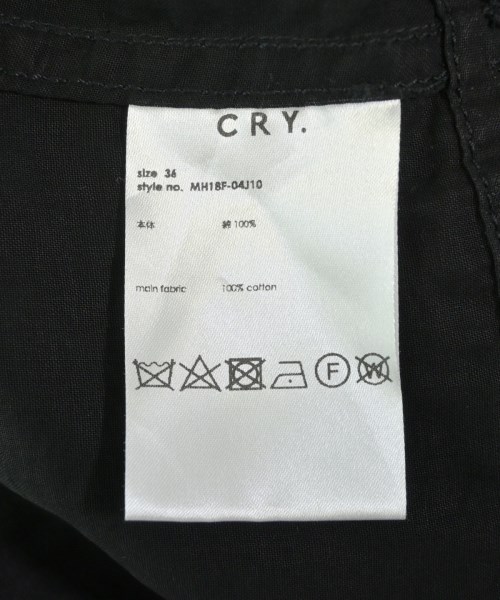 CRY.
size 36
style no. MH18F-04J10
本体 綿 100%
main fabric 100% cotton
F W